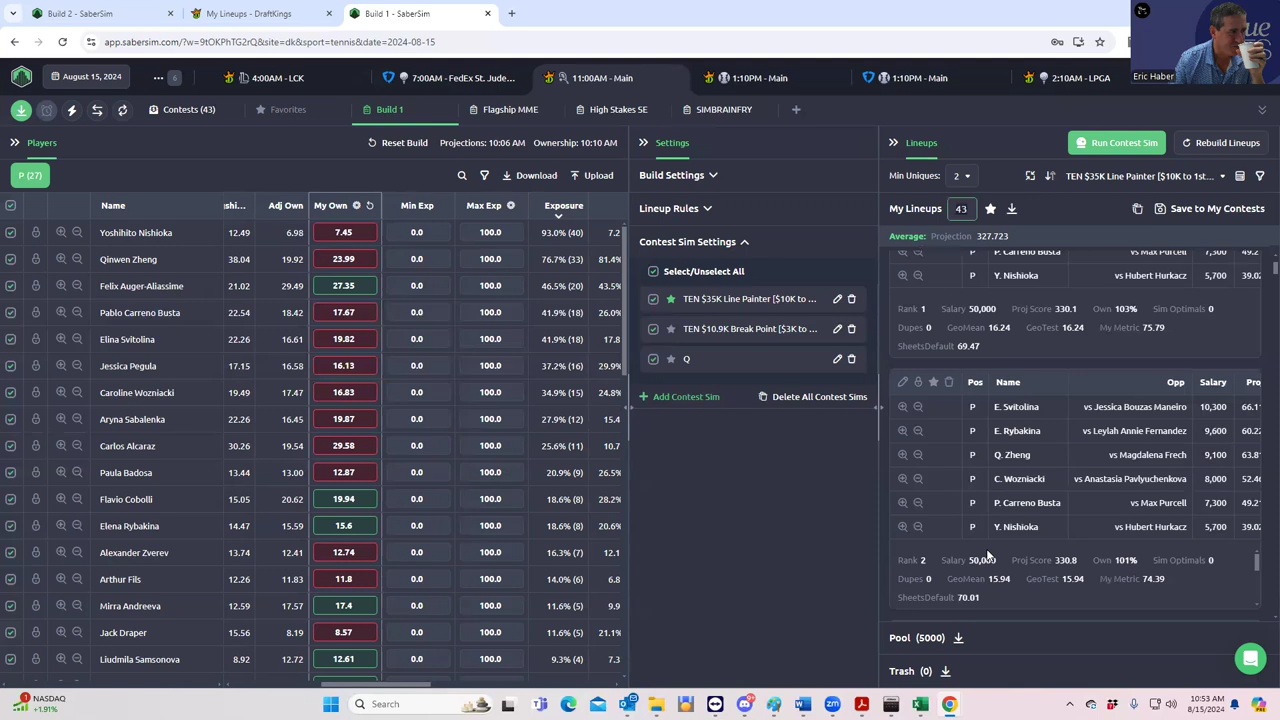 Build 2 - SaberSim
My Lineups - DraftKings
Build 1 - SaberSim
app.sabersim.com/?w=9tOKPhTG2rQ&site=dk&sport=tennis&date=2024-08-15
Eric Haber
August 15, 2024
6
4:00AM - LCK
7:00AM - FedEx St. Jude...
11:00AM - Main
1:10PM - Main
1:10PM - Main
2:10AM - LPGA
Contests (43)
Favorites
Build 1
Flagship MME
High Stakes SE
SIMBRAINFRY
Players
Reset Build
Projections: 10:06 AM
Ownership: 10:10 AM
P (27)
Download
Upload
Name Adj Own My Own Min Exp Max Exp Exposure
Yoshihito Nishioka 12.49 6.98 7.45 0.0 100.0 93.0% (40) 7.2
Qinwen Zheng 38.04 19.92 23.99 0.0 100.0 76.7% (33) 81.4%
Felix Auger-Aliassime 21.02 29.49 27.35 0.0 100.0 46.5% (20) 43.5%
Pablo Carreno Busta 22.54 18.42 17.67 0.0 100.0 41.9% (18) 26.0%
Elina Svitolina 22.26 16.61 19.82 0.0 100.0 41.9% (18) 17.8
Jessica Pegula 17.15 16.58 16.13 0.0 100.0 37.2% (16) 29.9%
Caroline Wozniacki 19.49 17.47 16.83 0.0 100.0 34.9% (15) 24.8%
Aryna Sabalenka 22.26 16.45 19.87 0.0 100.0 27.9% (12) 15.4
Carlos Alcaraz 30.26 19.54 29.58 0.0 100.0 25.6% (11) 10.7
Paula Badosa 13.44 13.00 12.87 0.0 100.0 20.9% (9) 26.5%
Flavio Cobolli 15.05 20.62 19.94 0.0 100.0 18.6% (8) 28.2%
Elena Rybakina 14.47 15.59 15.6 0.0 100.0 18.6% (8) 20.6%
Alexander Zverev 13.74 12.41 12.74 0.0 100.0 16.3% (7) 12.1
Arthur Fils 12.26 11.83 11.8 0.0 100.0 14.0% (6) 6.8
Mirra Andreeva 12.59 17.57 17.4 0.0 100.0 11.6% (5) 9.9
Jack Draper 15.56 8.19 8.57 0.0 100.0 11.6% (5) 21.1%
Liudmila Samsonova 8.92 12.72 12.61 0.0 100.0 9.3% (4) 7.3
Settings
Build Settings
Lineup Rules
Contest Sim Settings
Select/Unselect All
TEN $35K Line Painter [$10K to ...
TEN $10.9K Break Point [$3K to ...
Q
+ Add Contest Sim
Delete All Contest Sims
Lineups
Run Contest Sim
Rebuild Lineups
Min Uniques: 2
TEN $35K Line Painter [$10K to 1st...
My Lineups 43
Save to My Contests
Average: Projection 327.723
P. Carreno Busta vs Max Purcell 7,300 49.2
P Y. Nishioka vs Hubert Hurkacz 5,700 39.0
Rank 1 Salary 50,000 Proj Score 330.1 Own 103% Sim Optimals 0
Dupes 0 GeoMean 16.24 GeoTest 16.24 My Metric 75.79
SheetsDefault 69.47
Pos Name Opp Salary Pro
P E. Svitolina vs Jessica Bouzas Maneiro 10,300 66.1
P E. Rybakina vs Leylah Annie Fernandez 9,600 60.2
P Q. Zheng vs Magdalena Frech 9,100 63.8
P C. Wozniacki vs Anastasia Pavlyuchenkova 8,000 52.4
P P. Carreno Busta vs Max Purcell 7,300 49.2
P Y. Nishioka vs Hubert Hurkacz 5,700 39.0
Rank 2 Salary 50,000 Proj Score 330.8 Own 101% Sim Optimals 0
Dupes 0 GeoMean 15.94 GeoTest 15.94 My Metric 74.39
SheetsDefault 70.01
Pool (5000)
Trash (0)
NASDAQ
+1.91%
Search
10:53 AM
8/15/2024